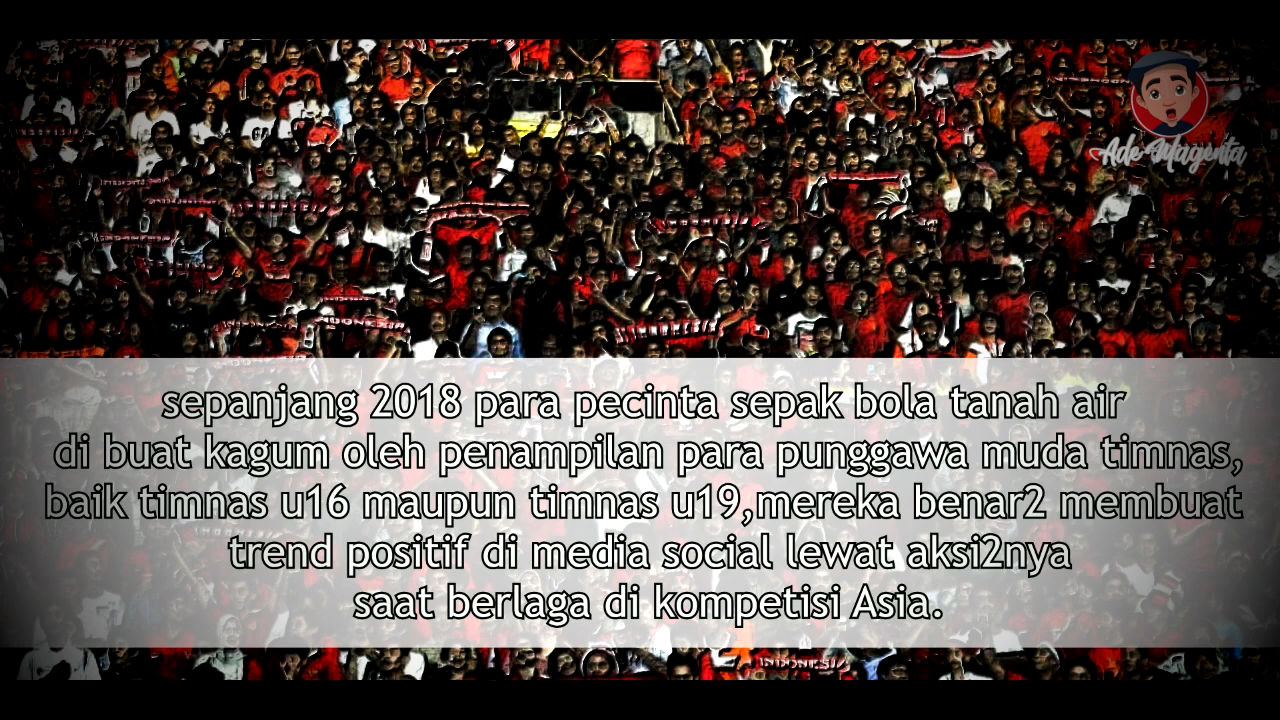 Ade Magenta
INDONESIA
sepanjang 2018 para pecinta sepak bola tanah air
di buat kagum oleh penampilan para punggawa muda timnas,
baik timnas u16 maupun timnas u19,mereka benar2 membuat
trend positif di media social lewat aksi2nya
saat berlaga di kompetisi Asia.
INDONESIA